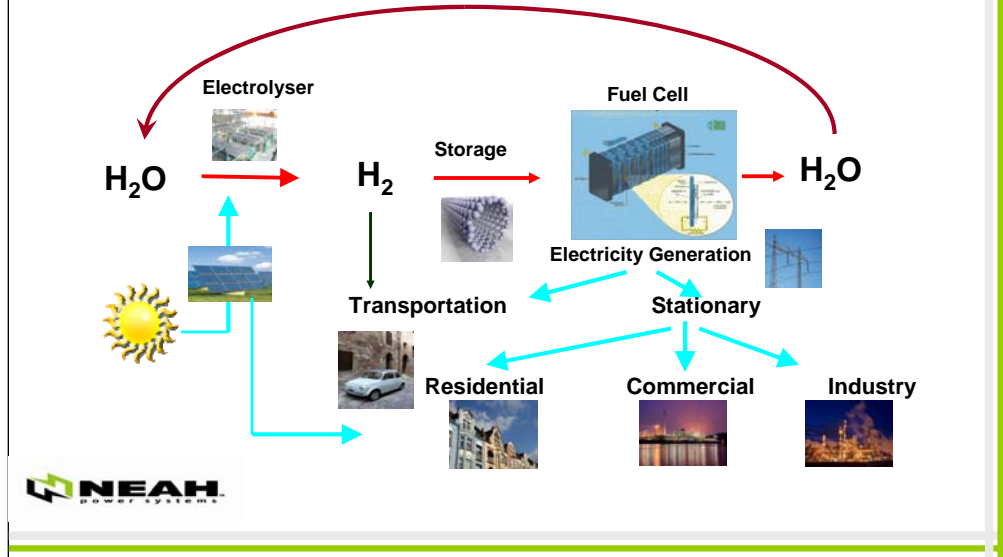 Electrolyser
Fuel Cell
Storage
H₂O
H₂
H₂O
Electricity Generation
Transportation
Stationary
Residential
Commercial
Industry
NEAH
power systems